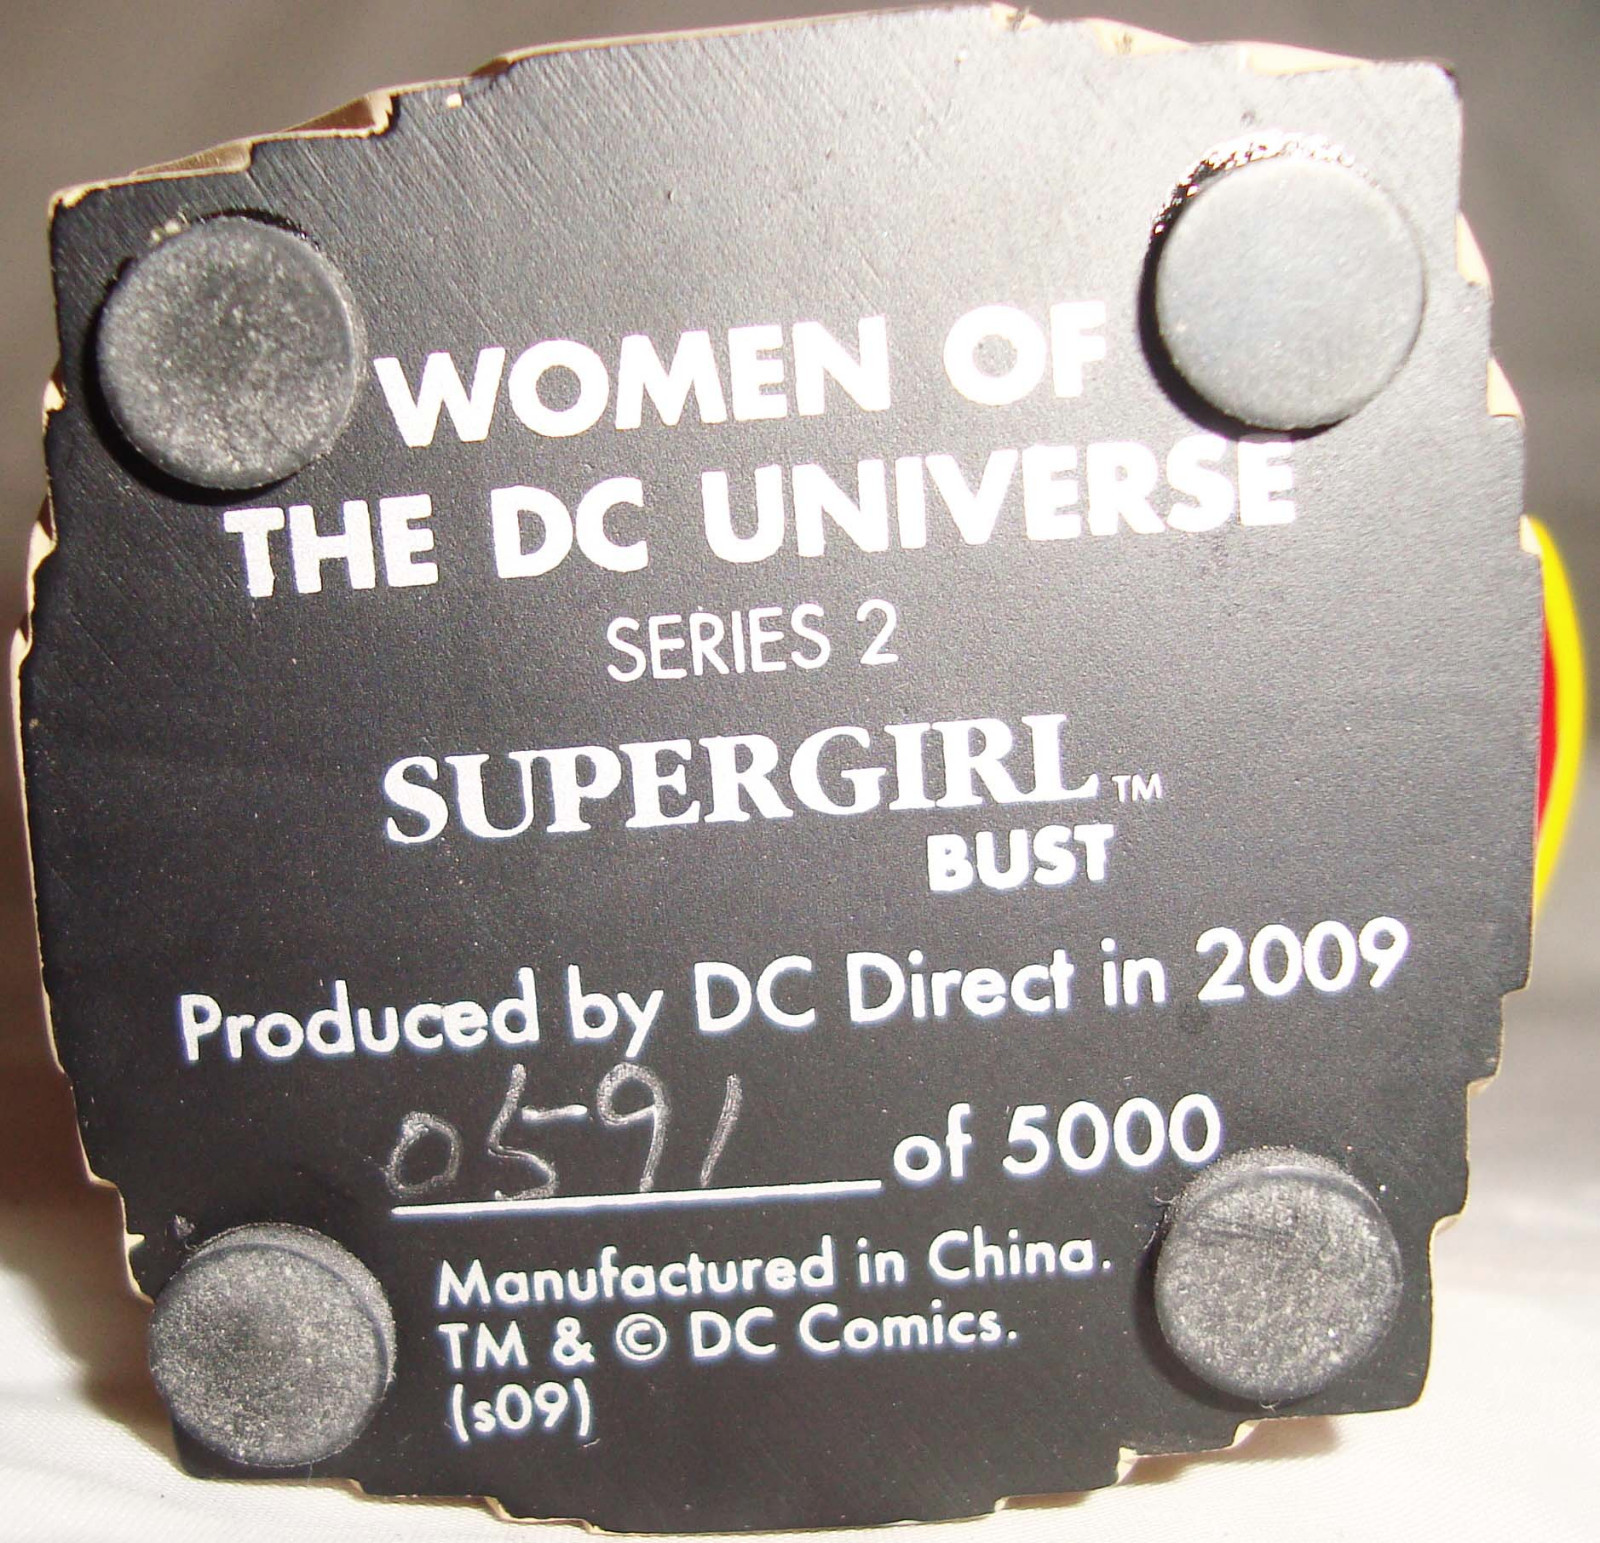 WOMEN OF
THE DC UNIVERSE
SERIES 2
SUPERGIRL™
BUST
Produced by DC Direct in 2009
0591 of 5000
Manufactured in China.
TM & © DC Comics.
(s09)